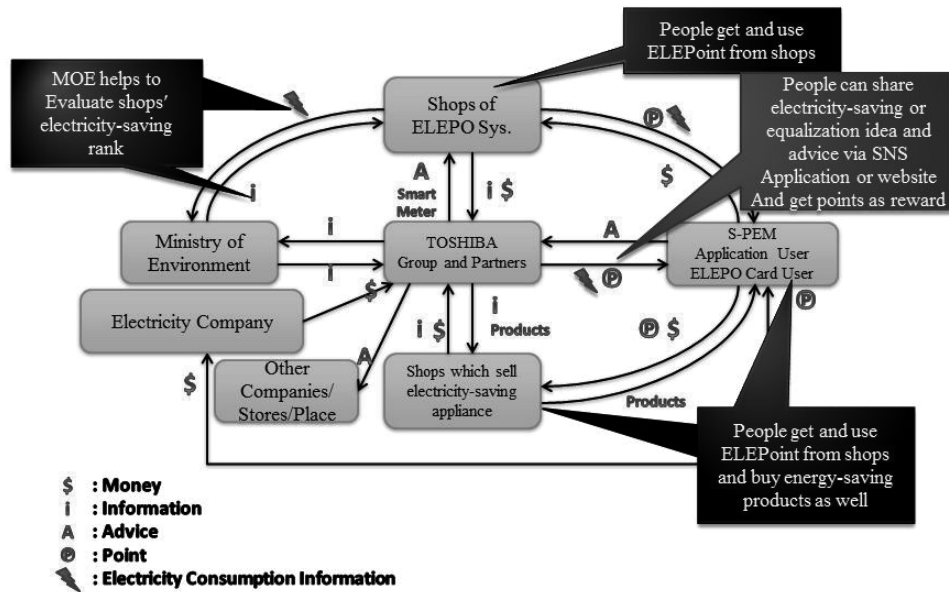 People get and use
ELEPoint from shops
MOE helps to
Evaluate shops'
electricity-saving
rank
Shops of
ELEPO Sys.
People can share
electricity-saving or
equalization idea and
advice via SNS
Application or website
And get points as reward
P
$
i
A
Smart
Meter
i $
Ministry of
Environment
i
i
TOSHIBA
Group and Partners
A
P
S-PEM
Application User
ELEPO Card User
$
Electricity Company
i $
i
Products
P $
P
A
$
Other
Companies/
Stores/Place
Shops which sell
electricity-saving
appliance
Products
People get and use
ELEPoint from shops
and buy energy-saving
products as well
$ : Money
i : Information
A : Advice
P : Point
: Electricity Consumption Information